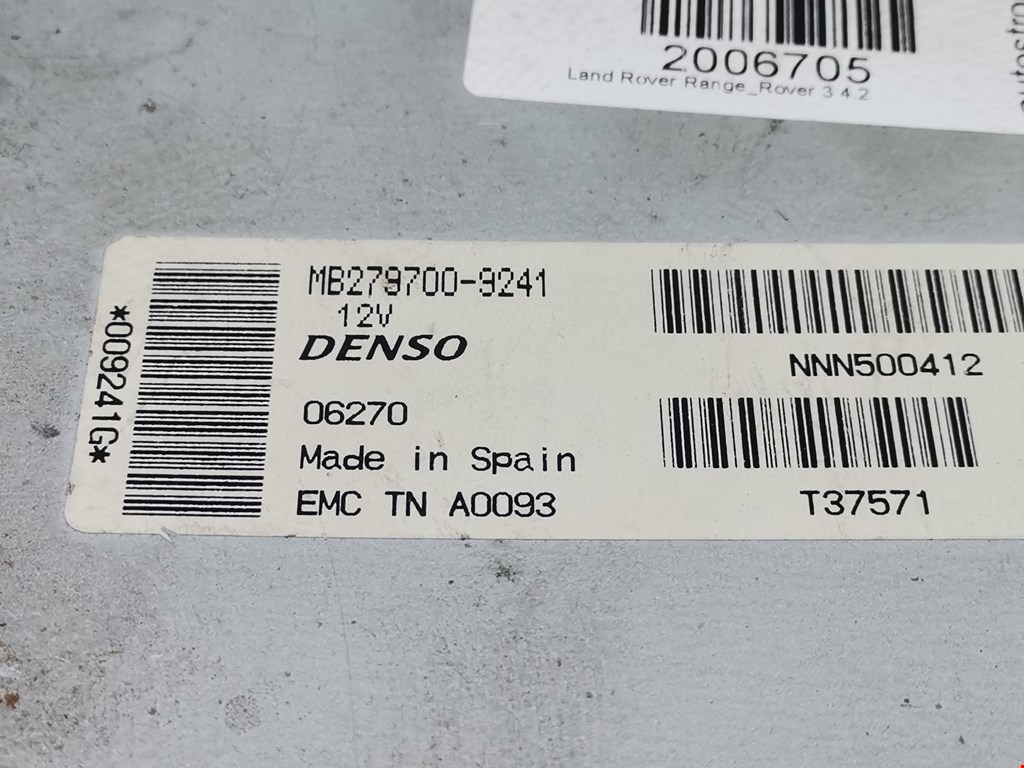 2006705
Land Rover Range_Rover 3 4.2
MB279700-9241
12V
DENSO
06270
Made in Spain
EMC TN A0093
*009241G*
NNN500412
T37571